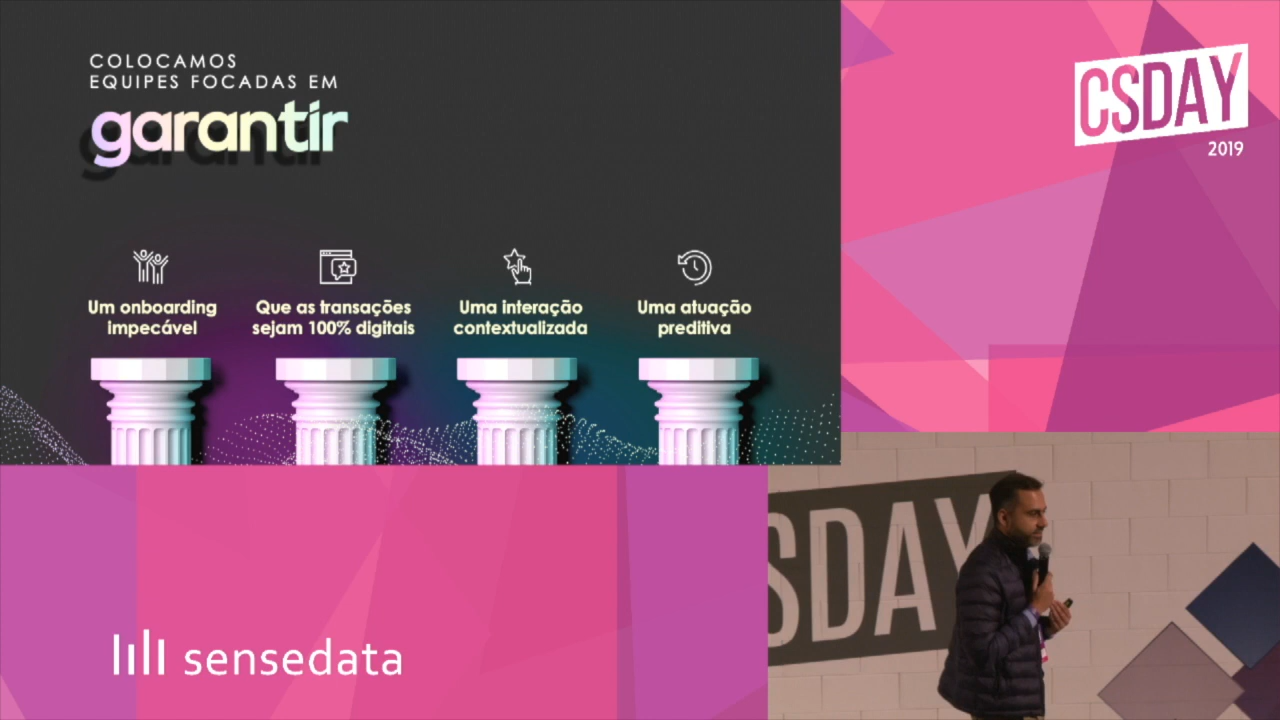 COLOCAMOS
EQUIPES FOCADAS EM
garantir
Um onboarding
impecável
Que as transações
sejam 100% digitais
Uma interação
contextualizada
Uma atuação
preditiva
CSDAY
2019
SDAY
sensedata